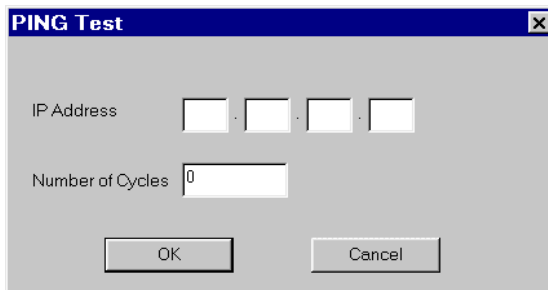 PING Test
IP Address . . .
Number of Cycles 0
OK Cancel